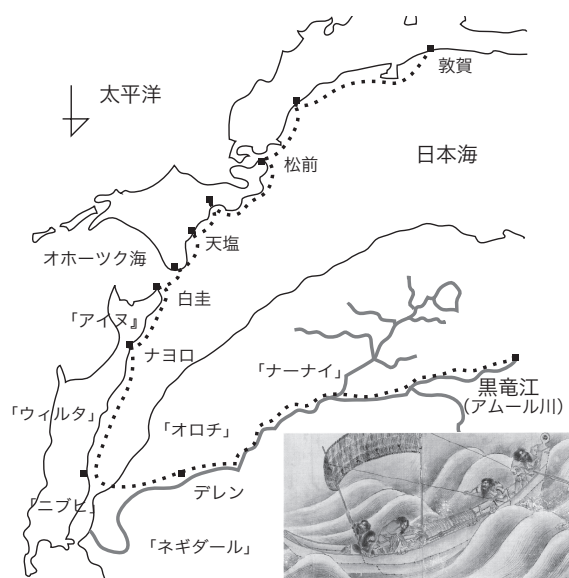 敦賀
太平洋
日本海
松前
天塩
オホーツク海
白圭
「アイヌ』
ナヨロ
「ナーナイ」
黒竜江
（アムール川）
「ウィルタ」
「オロチ」
デレン
「ニブヒ」
「ネギダール」